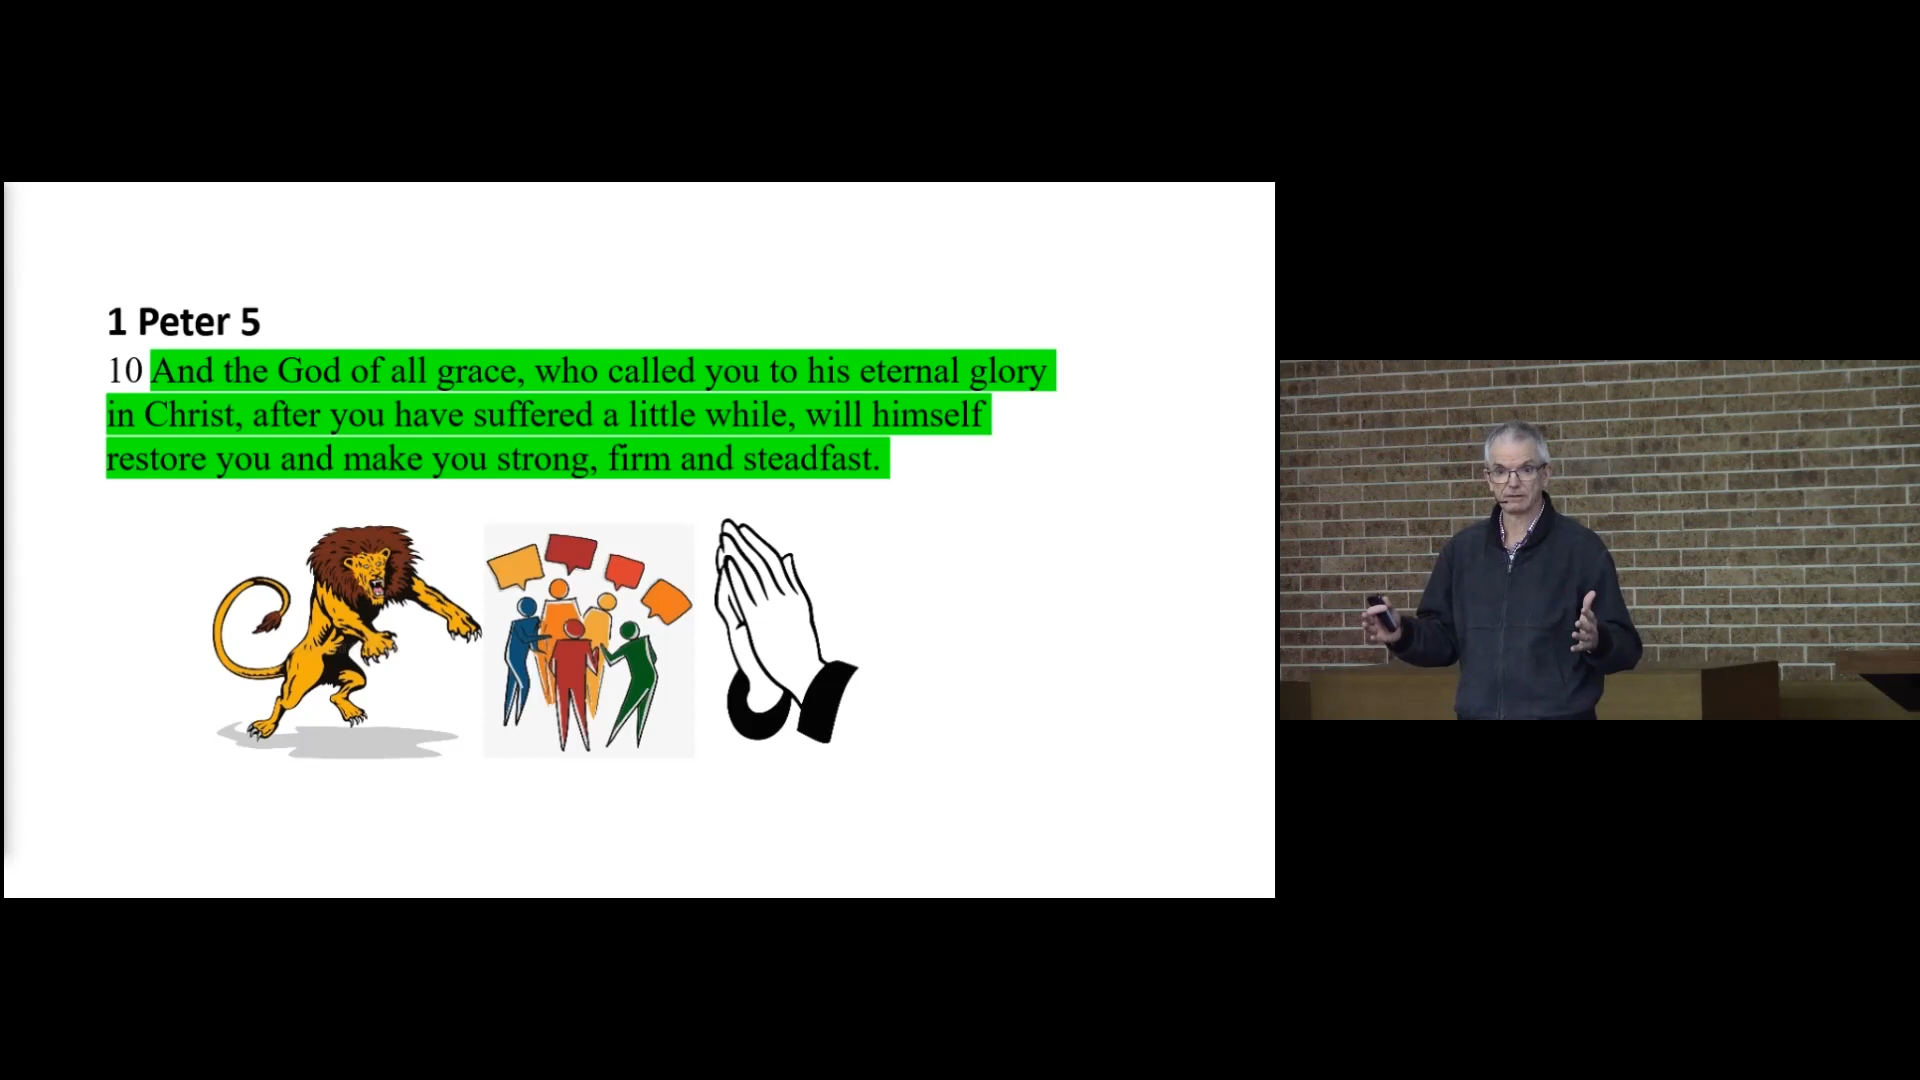 1 Peter 5
10 And the God of all grace, who called you to his eternal glory
in Christ, after you have suffered a little while, will himself
restore you and make you strong, firm and steadfast.